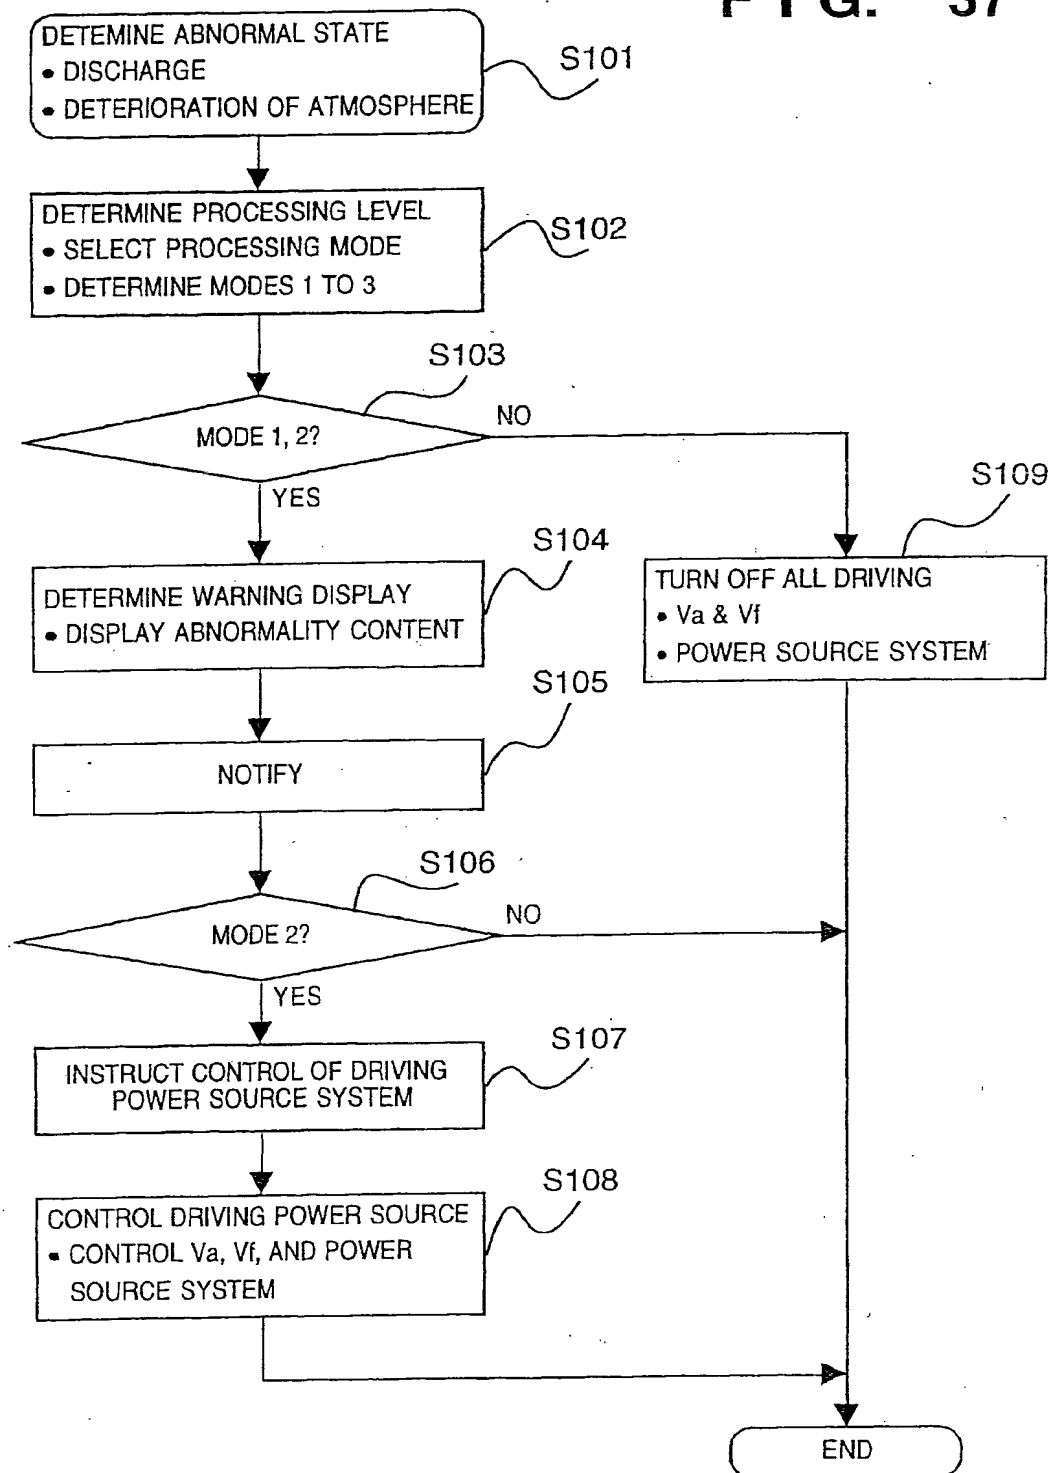 FIG. 37
DETEMINE ABNORMAL STATE
• DISCHARGE
• DETERIORATION OF ATMOSPHERE
S101
DETERMINE PROCESSING LEVEL
• SELECT PROCESSING MODE
• DETERMINE MODES 1 TO 3
S102
S103
MODE 1, 2?
NO
YES
S109
TURN OFF ALL DRIVING
• Va & Vf
• POWER SOURCE SYSTEM
S104
DETERMINE WARNING DISPLAY
• DISPLAY ABNORMALITY CONTENT
S105
NOTIFY
S106
MODE 2?
NO
YES
S107
INSTRUCT CONTROL OF DRIVING
POWER SOURCE SYSTEM
S108
CONTROL DRIVING POWER SOURCE
• CONTROL Va, Vf, AND POWER
SOURCE SYSTEM
END